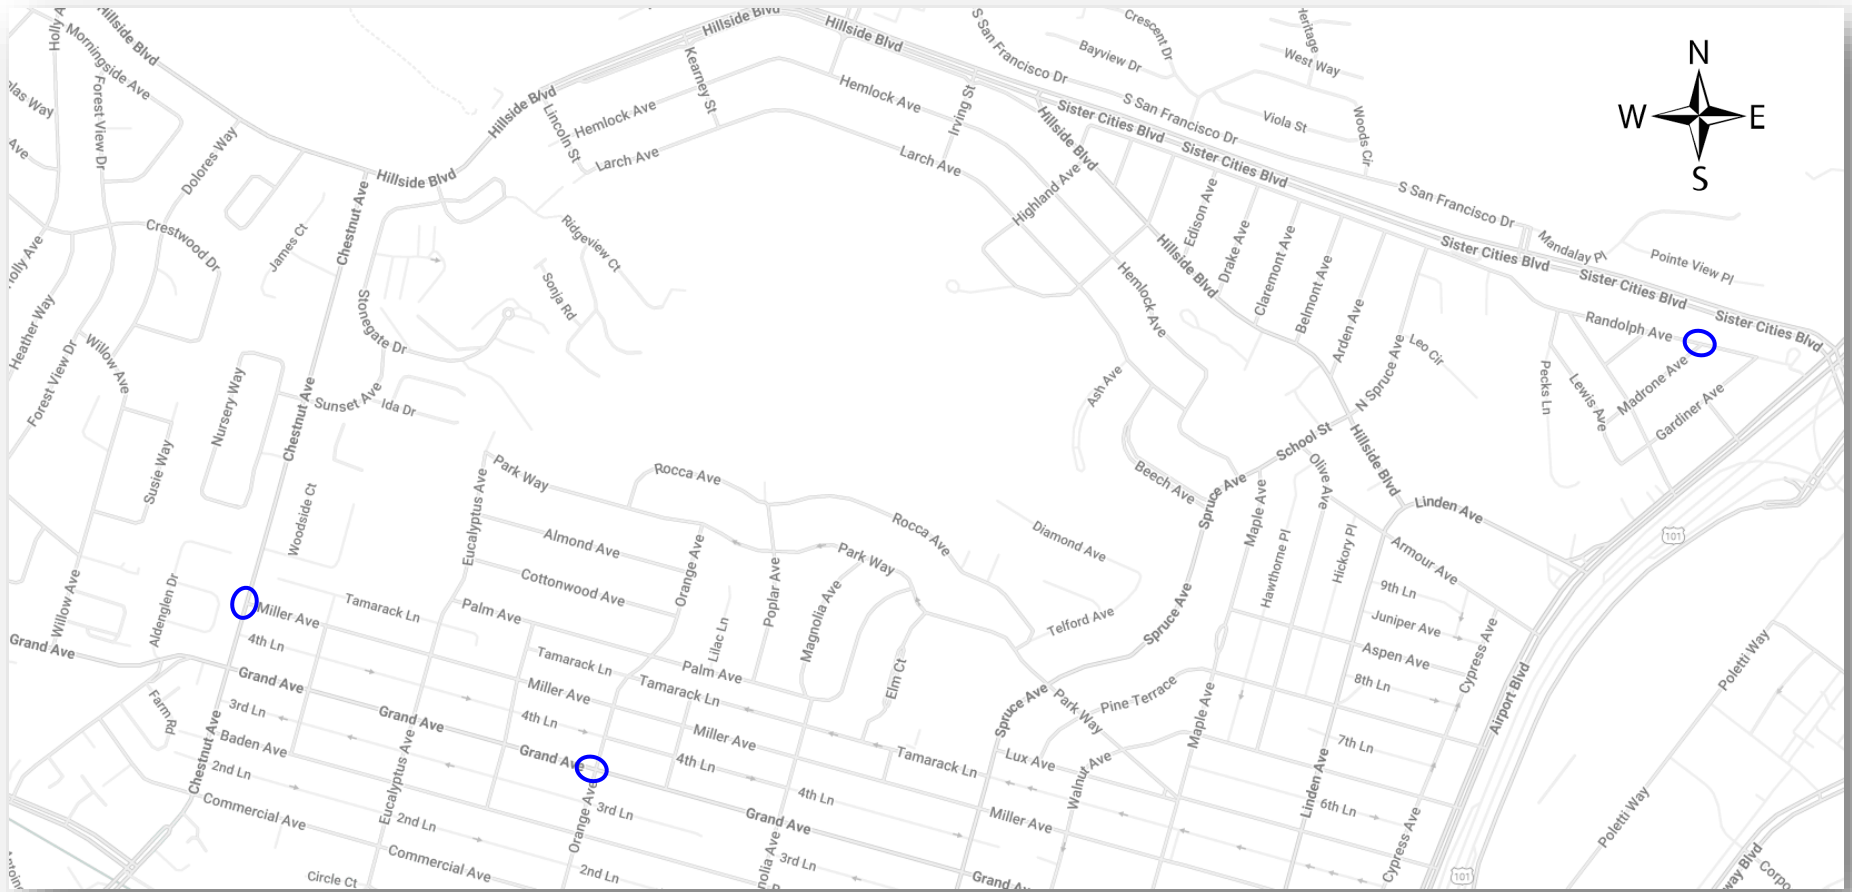 Hillside Blvd
Hillside Blvd
Hillside Blvd
Holly A
Morningside Ave
Forest View Dr
Dolores Way
Kearney St
Hemlock Ave
Hemlock Ave
Irving St
S San Francisco Dr
Bayview Dr
Crescent Dr
West Way
Viola St
Woods Cir
S San Francisco Dr
N
W
E
S
las Way
Ave
Hillside Blvd
Lincoln St
Larch Ave
Larch Ave
Sister Cities Blvd
Hillside Blvd
Sister Cities Blvd
Highland Ave
S San Francisco Dr
Hillside Blvd
Chestnut Ave
Crestwood Dr
James Ct
Ridgeview Ct
Sonja Rd
Edison Ave
Drake Ave
Claremont Ave
Belmont Ave
Arden Ave
Hillside Blvd
Hemlock Ave
Sister Cities Blvd
Mandalay Pl
Pointe View Pl
Sister Cities Blvd
Sister Cities Blvd
Randolph Ave
Madrone Ave
Gardiner Ave
Lewis Ave
Pecks Ln
Leo Cir
N Spruce Ave
olly Ave
Heather Way
Forest View Dr
Willow Ave
Stonegate Dr
Sunset Ave
Ida Dr
Nursery Way
Chestnut Ave
Susie Way
Woodside Ct
Park Way
Rocca Ave
Rocca Ave
Eucalyptus Ave
Almond Ave
Cottonwood Ave
Orange Ave
Poplar Ave
Park Way
Magnolia Ave
Diamond Ave
Telford Ave
Ash Ave
Beech Ave
Spruce Ave
School St
Hillside Blvd
Olive Ave
Maple Ave
Hawthorne Pl
Hickory Pl
Linden Ave
Armour Ave
9th Ln
Juniper Ave
Aspen Ave
8th Ln
Cypress Ave
Airport Blvd
101
Poletti Way
Willow Ave
Aldenglen Dr
Miller Ave
Tamarack Ln
Palm Ave
Grand Ave
4th Ln
Grand Ave
Tamarack Ln
Lilac Ln
Palm Ave
Tamarack Ln
Elm Ct
Spruce Ave
Spruce Ave
Park Way
Pine Terrace
Maple Ave
Miller Ave
4th Ln
Miller Ave
Farm Rd
3rd Ln
Baden Ave
Grand Ave
Grand Ave
4th Ln
Tamarack Ln
Lux Ave
Walnut Ave
7th Ln
6th Ln
Linden Ave
Cypress Ave
Poletti Way
Chestnut Ave
2nd Ln
Commercial Ave
Eucalyptus Ave
2nd Ln
Commercial Ave
Circle Ct
Orange Ave
3rd Ln
2nd Ln
4th Ln
Grand Ave
nolia Ave
3rd Ln
Miller Ave
Grand Av
101
way Blvd
Corpo